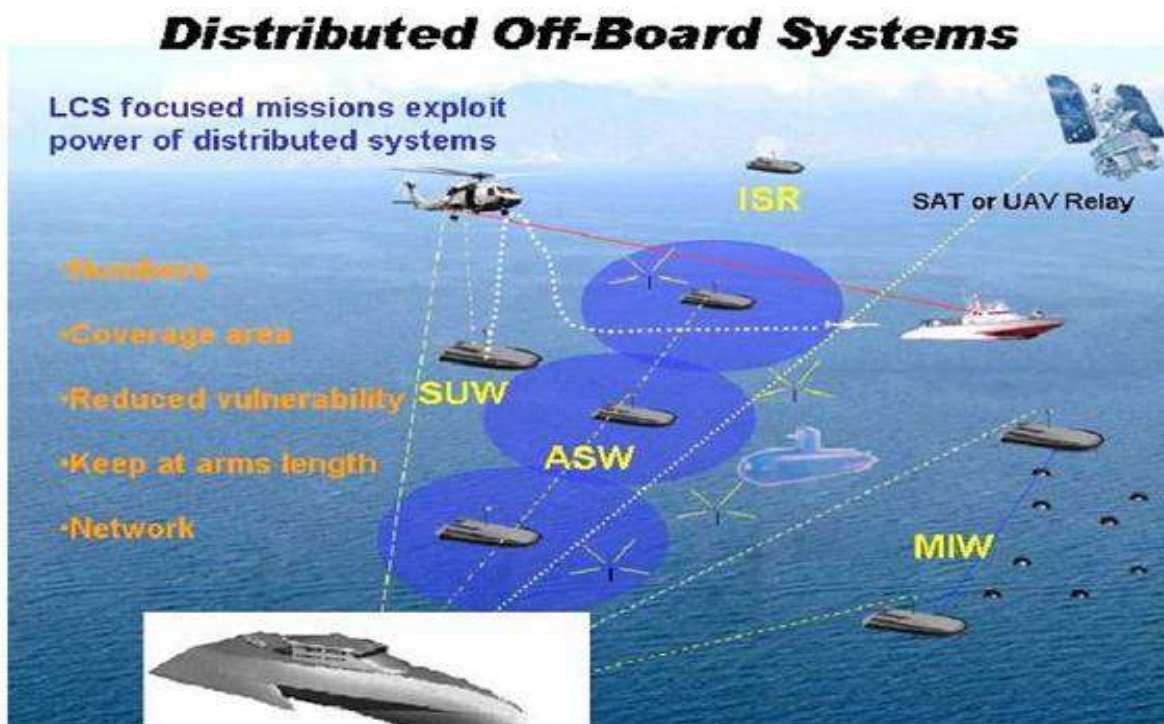 Distributed Off-Board Systems
LCS focused missions exploit
power of distributed systems
ISR
SAT or UAV Relay
•Numbers
•Coverage area
•Reduced vulnerability
SUW
•Keep at arms length
ASW
•Network
MIW